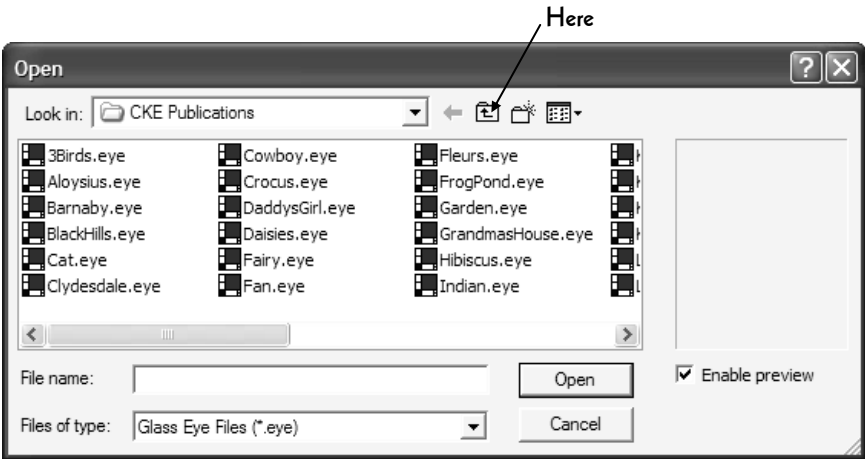 Here
Open
Look in: CKE Publications
3Birds.eye Cowboy.eye Fleurs.eye
Aloysius.eye Crocus.eye FrogPond.eye
Barnaby.eye DaddysGirl.eye Garden.eye
BlackHills.eye Daisies.eye GrandmasHouse.eye
Cat.eye Fairy.eye Hibiscus.eye
Clydesdale.eye Fan.eye Indian.eye
File name: Open Enable preview
Files of type: Glass Eye Files (*.eye) Cancel